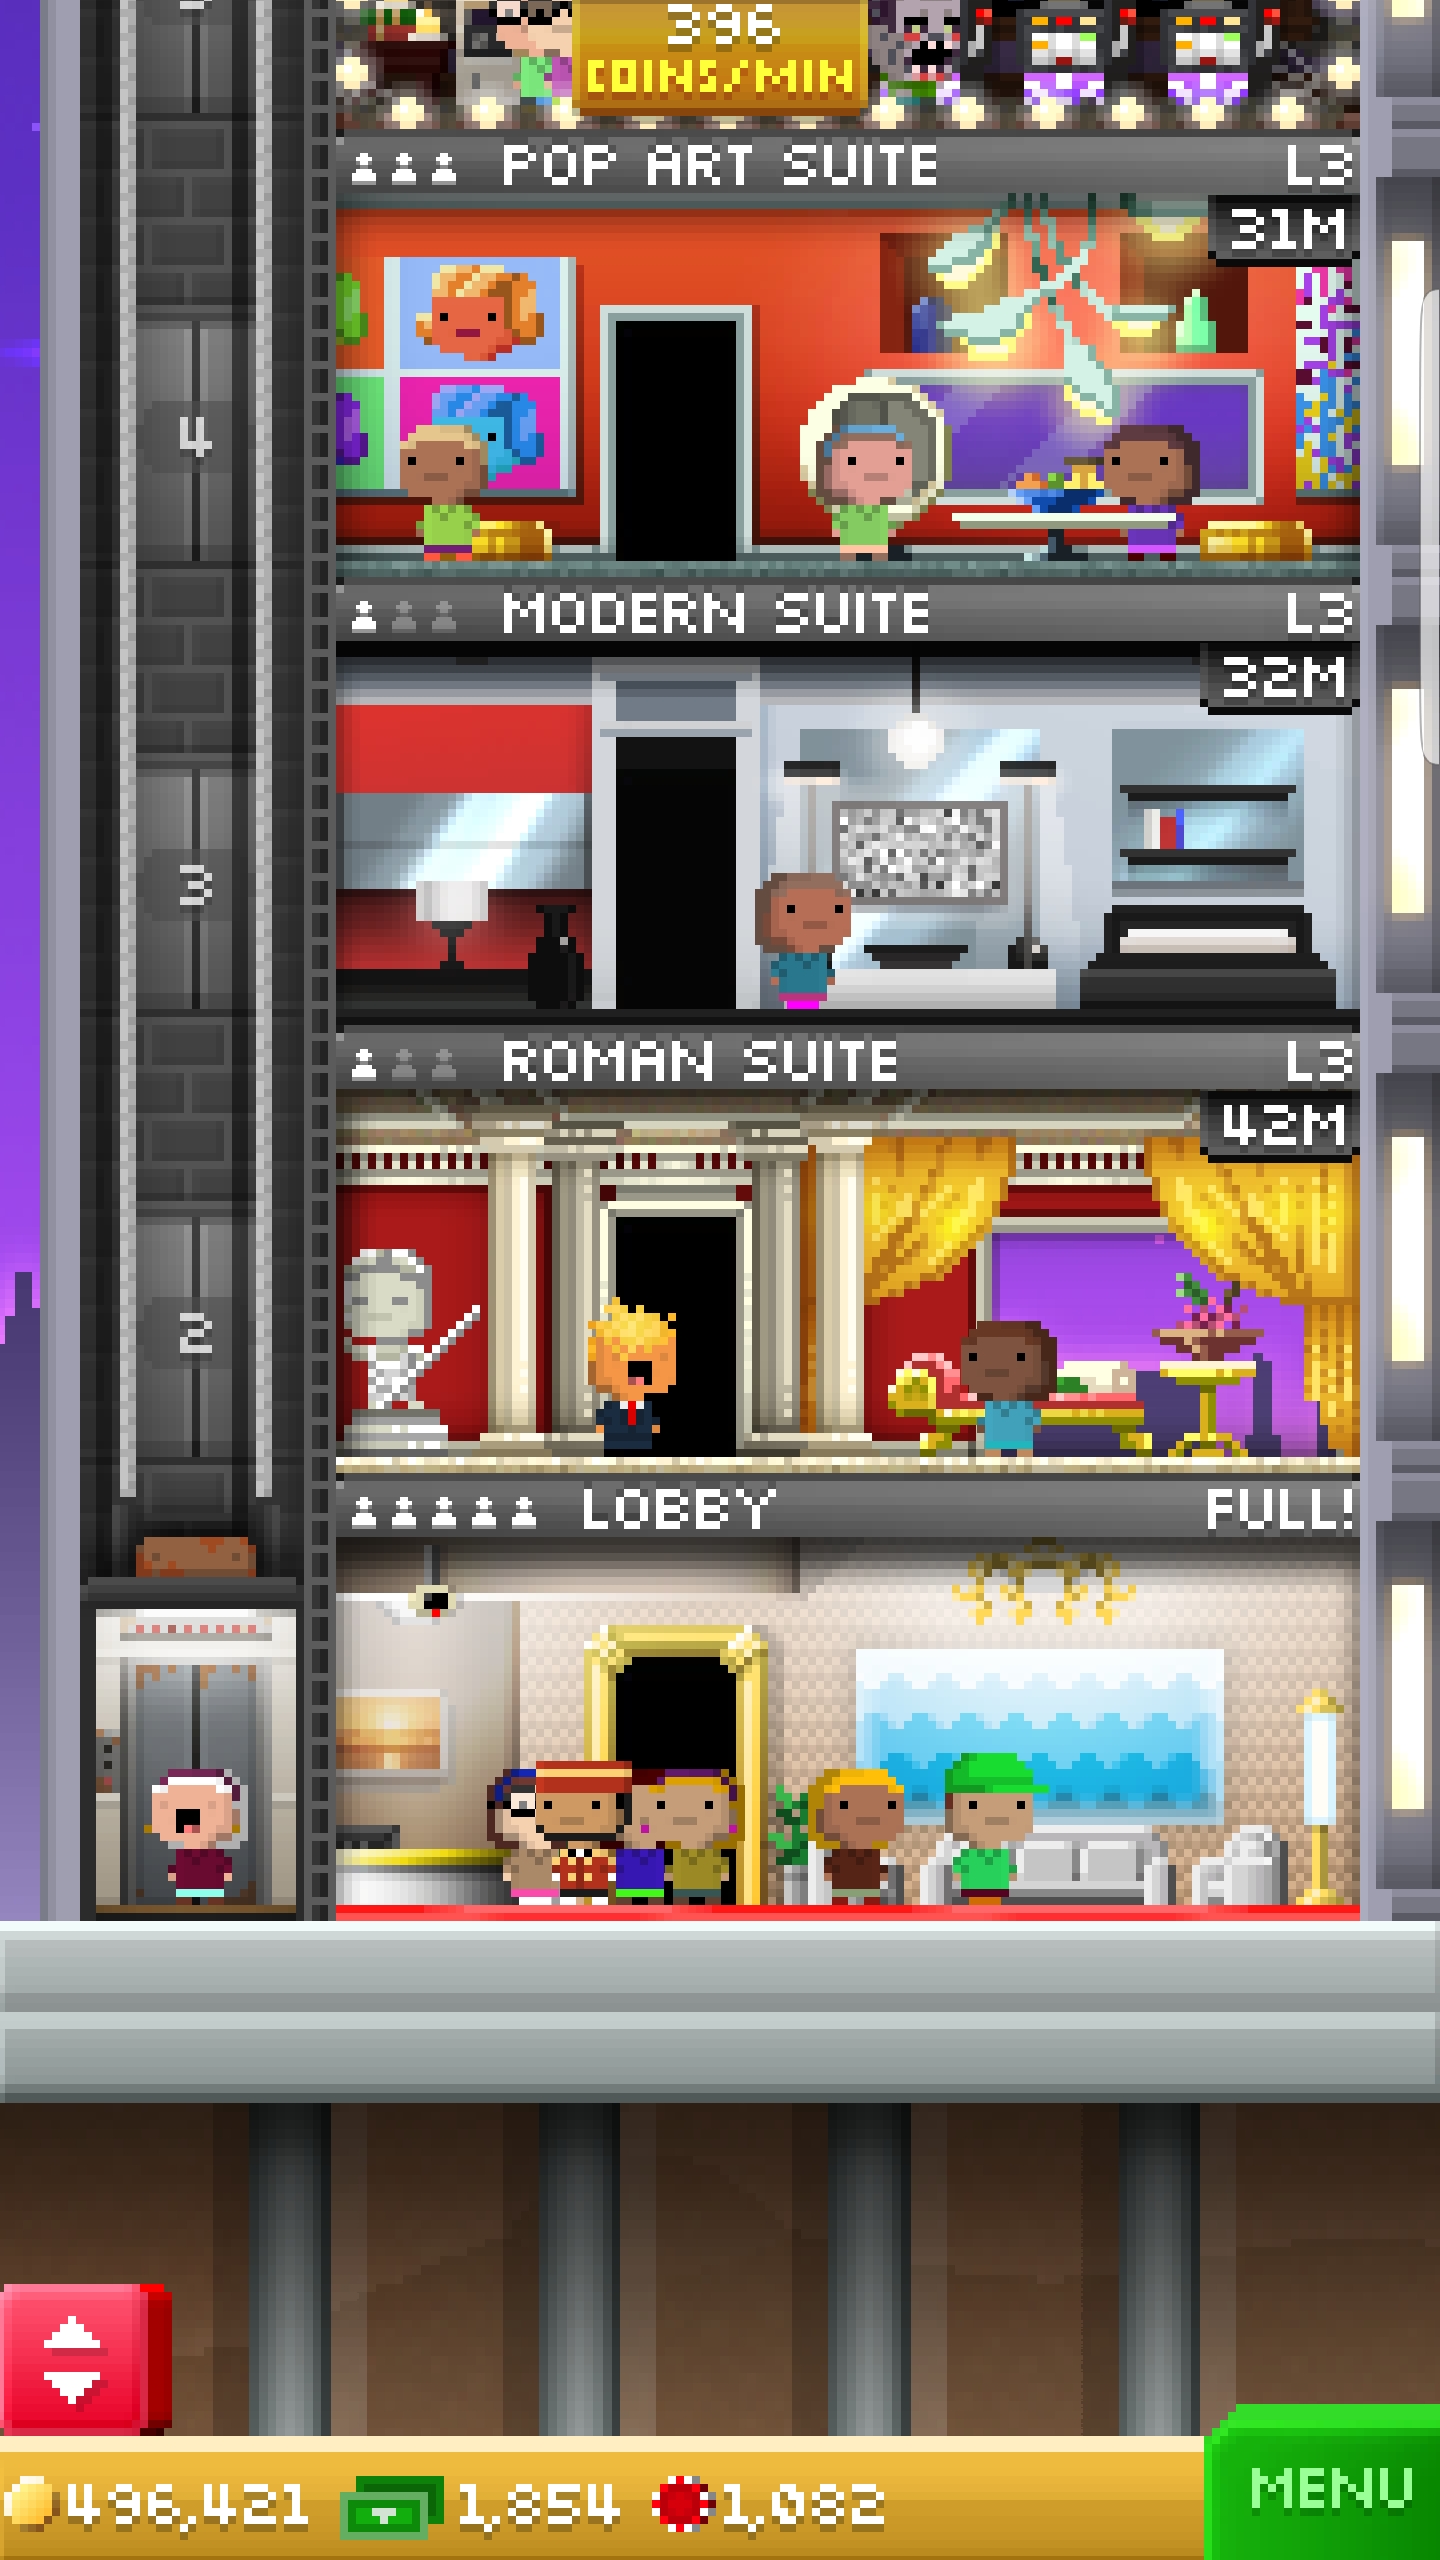 396
COINS/MIN
POP ART SUITE L3
31M
4
MODERN SUITE L3
32M
3
ROMAN SUITE L3
42M
2
LOBBY FULL!
496,421 1,854 1,082
MENU